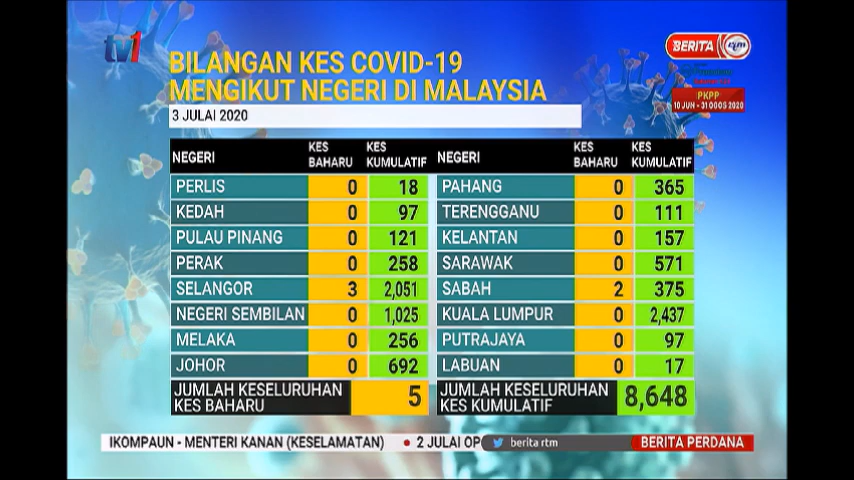 tv1
BERITA rtm
BILANGAN KES COVID-19
MENGIKUT NEGERI DI MALAYSIA
PKPP
10 JUN - 31 OGOS 2020
3 JULAI 2020
NEGERI KES BAHARU KES KUMULATIF NEGERI KES BAHARU KES KUMULATIF
PERLIS 0 18 PAHANG 0 365
KEDAH 0 97 TERENGGANU 0 111
PULAU PINANG 0 121 KELANTAN 0 157
PERAK 0 258 SARAWAK 0 571
SELANGOR 3 2,051 SABAH 2 375
NEGERI SEMBILAN 0 1,025 KUALA LUMPUR 0 2,437
MELAKA 0 256 PUTRAJAYA 0 97
JOHOR 0 692 LABUAN 0 17
JUMLAH KESELURUHAN KES BAHARU 5 JUMLAH KESELURUHAN KES KUMULATIF 8,648
IKOMPAUN - MENTERI KANAN (KESELAMATAN) • 2 JULAI OP berita rtm BERITA PERDANA